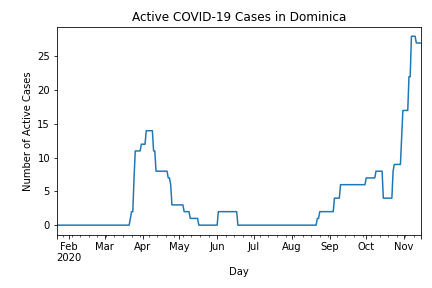 Active COVID-19 Cases in Dominica
Number of Active Cases
25
20
15
10
5
0
Feb Mar Apr May Jun Jul Aug Sep Oct Nov
2020
Day